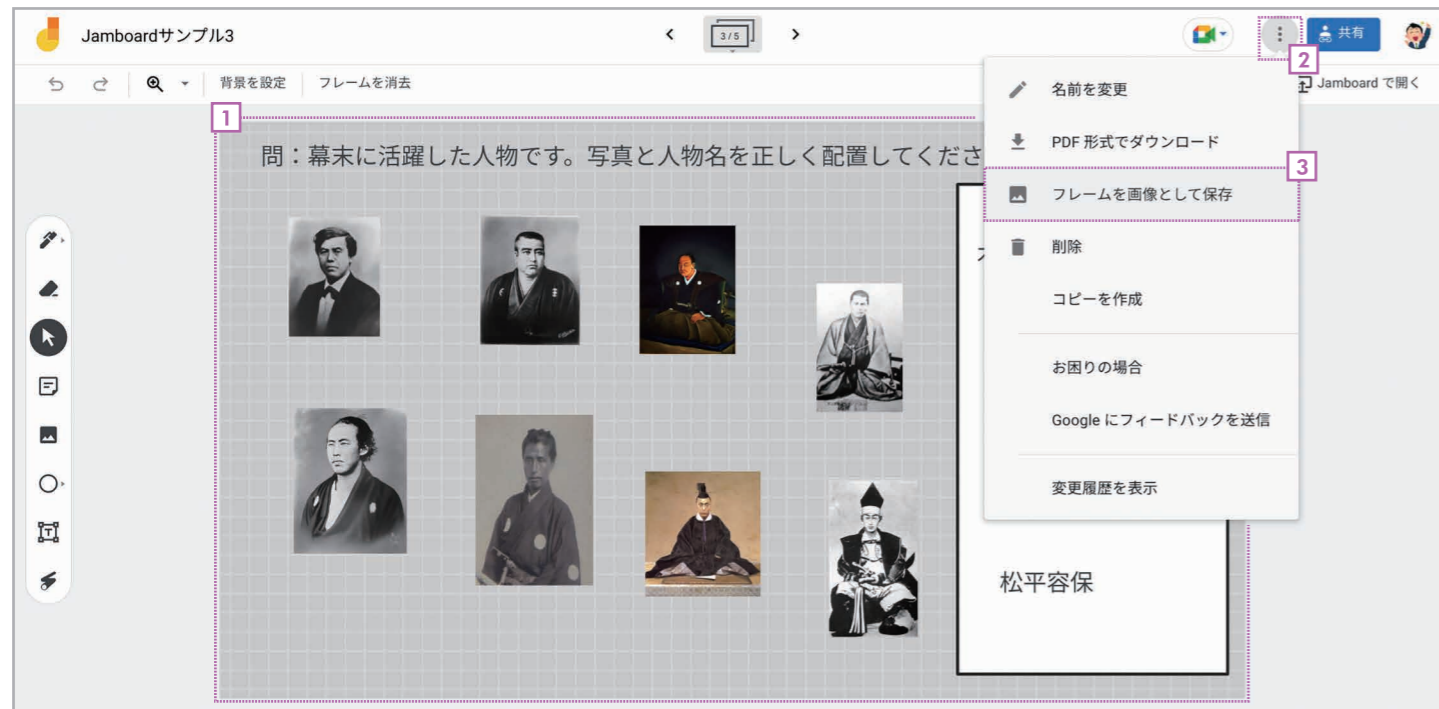 Jamboardサンプル3
3 / 5
共有
2
背景を設定
フレームを消去
Jamboard で開く
1
問：幕末に活躍した人物です。写真と人物名を正しく配置してくださ
名前を変更
PDF 形式でダウンロード
3
フレームを画像として保存
削除
コピーを作成
お困りの場合
Google にフィードバックを送信
変更履歴を表示
松平容保